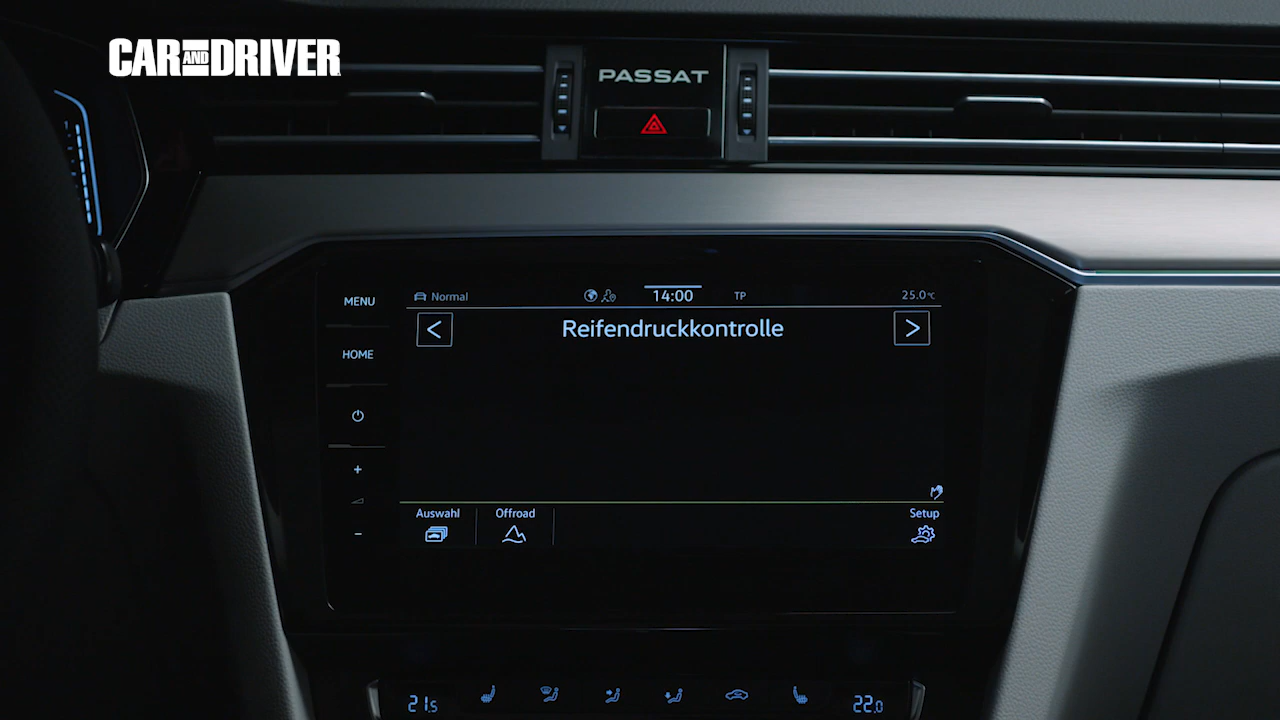 CAR AND DRIVER
PASSAT
MENU
HOME
+
-
Normal
14:00
TP
25.0°C
<
Reifendruckkontrolle
>
Auswahl
Offroad
Setup
21.5
22.0